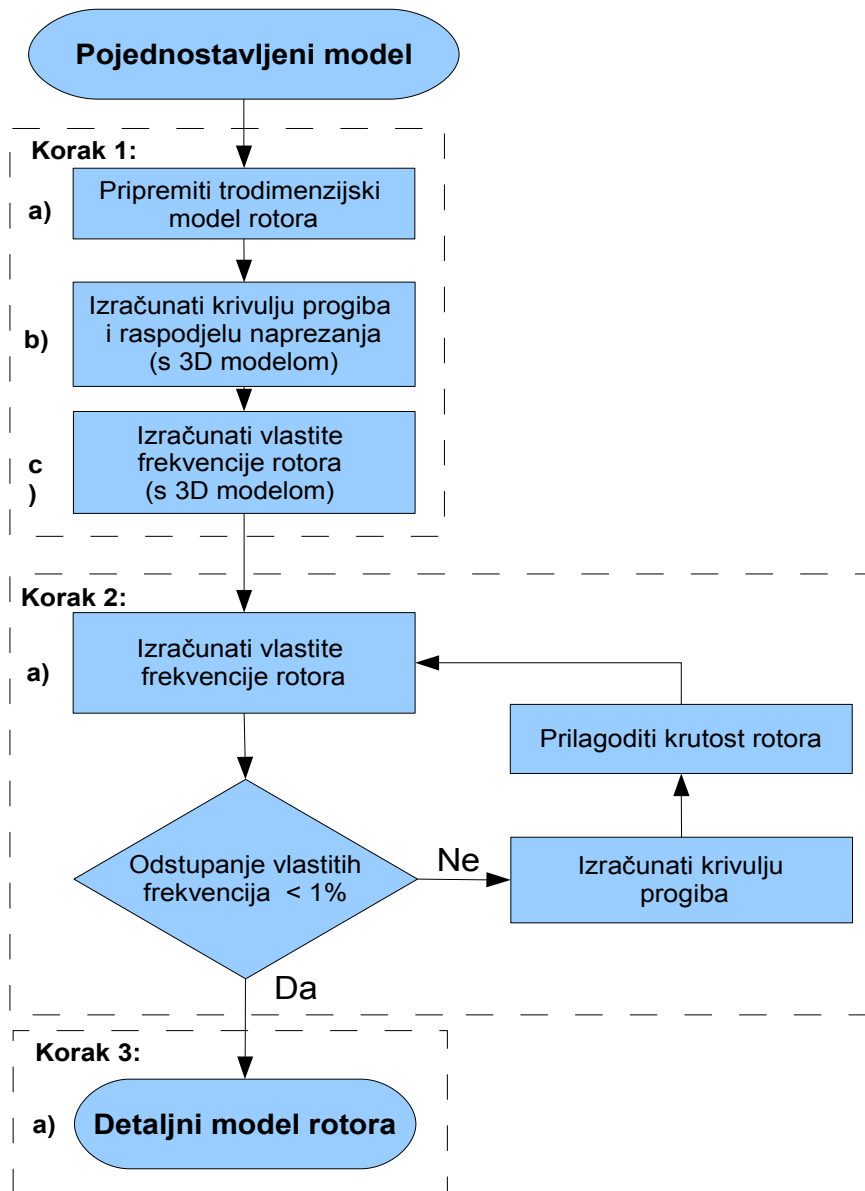 Pojednostavljeni model
Korak 1:
a)
Pripremiti trodimenzijski
model rotora
b)
Izračunati krivulju progiba
i raspodjelu naprezanja
(s 3D modelom)
c
)
Izračunati vlastite
frekvencije rotora
(s 3D modelom)
Korak 2:
a)
Izračunati vlastite
frekvencije rotora
Prilagoditi krutost rotora
Odstupanje vlastitih
frekvencija < 1%
Ne
Izračunati krivulju
progiba
Da
Korak 3:
a)
Detaljni model rotora